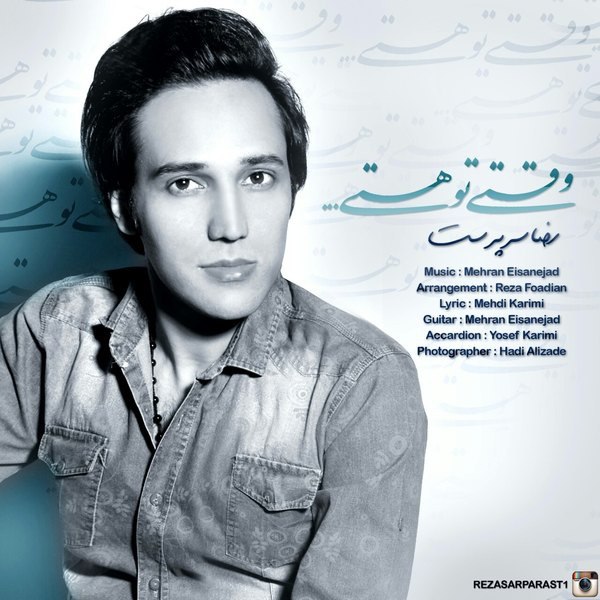 وقتی تو هستی...
رضا سرپرست
Music : Mehran Eisanejad
Arrangement : Reza Foadian
Lyric : Mehdi Karimi
Guitar : Mehran Eisanejad
Accardion : Yosef Karimi
Photographer : Hadi Alizade
REZASARPARAST1